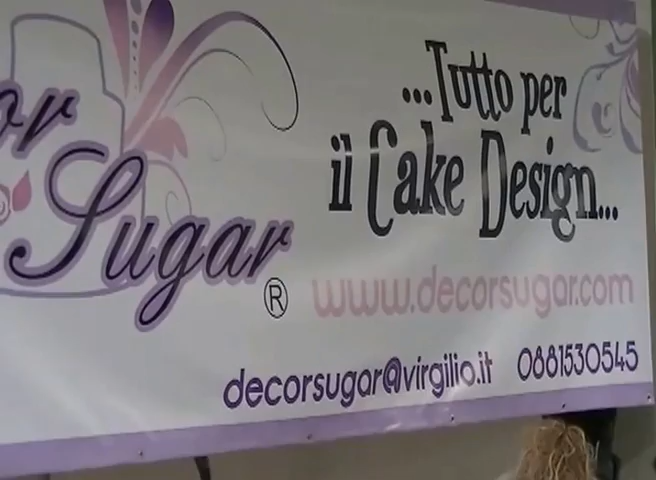 or
Sugar
®
...Tutto per
il Cake Design...
www.decorsugar.com
decorsugar@virgilio.it 0881530545